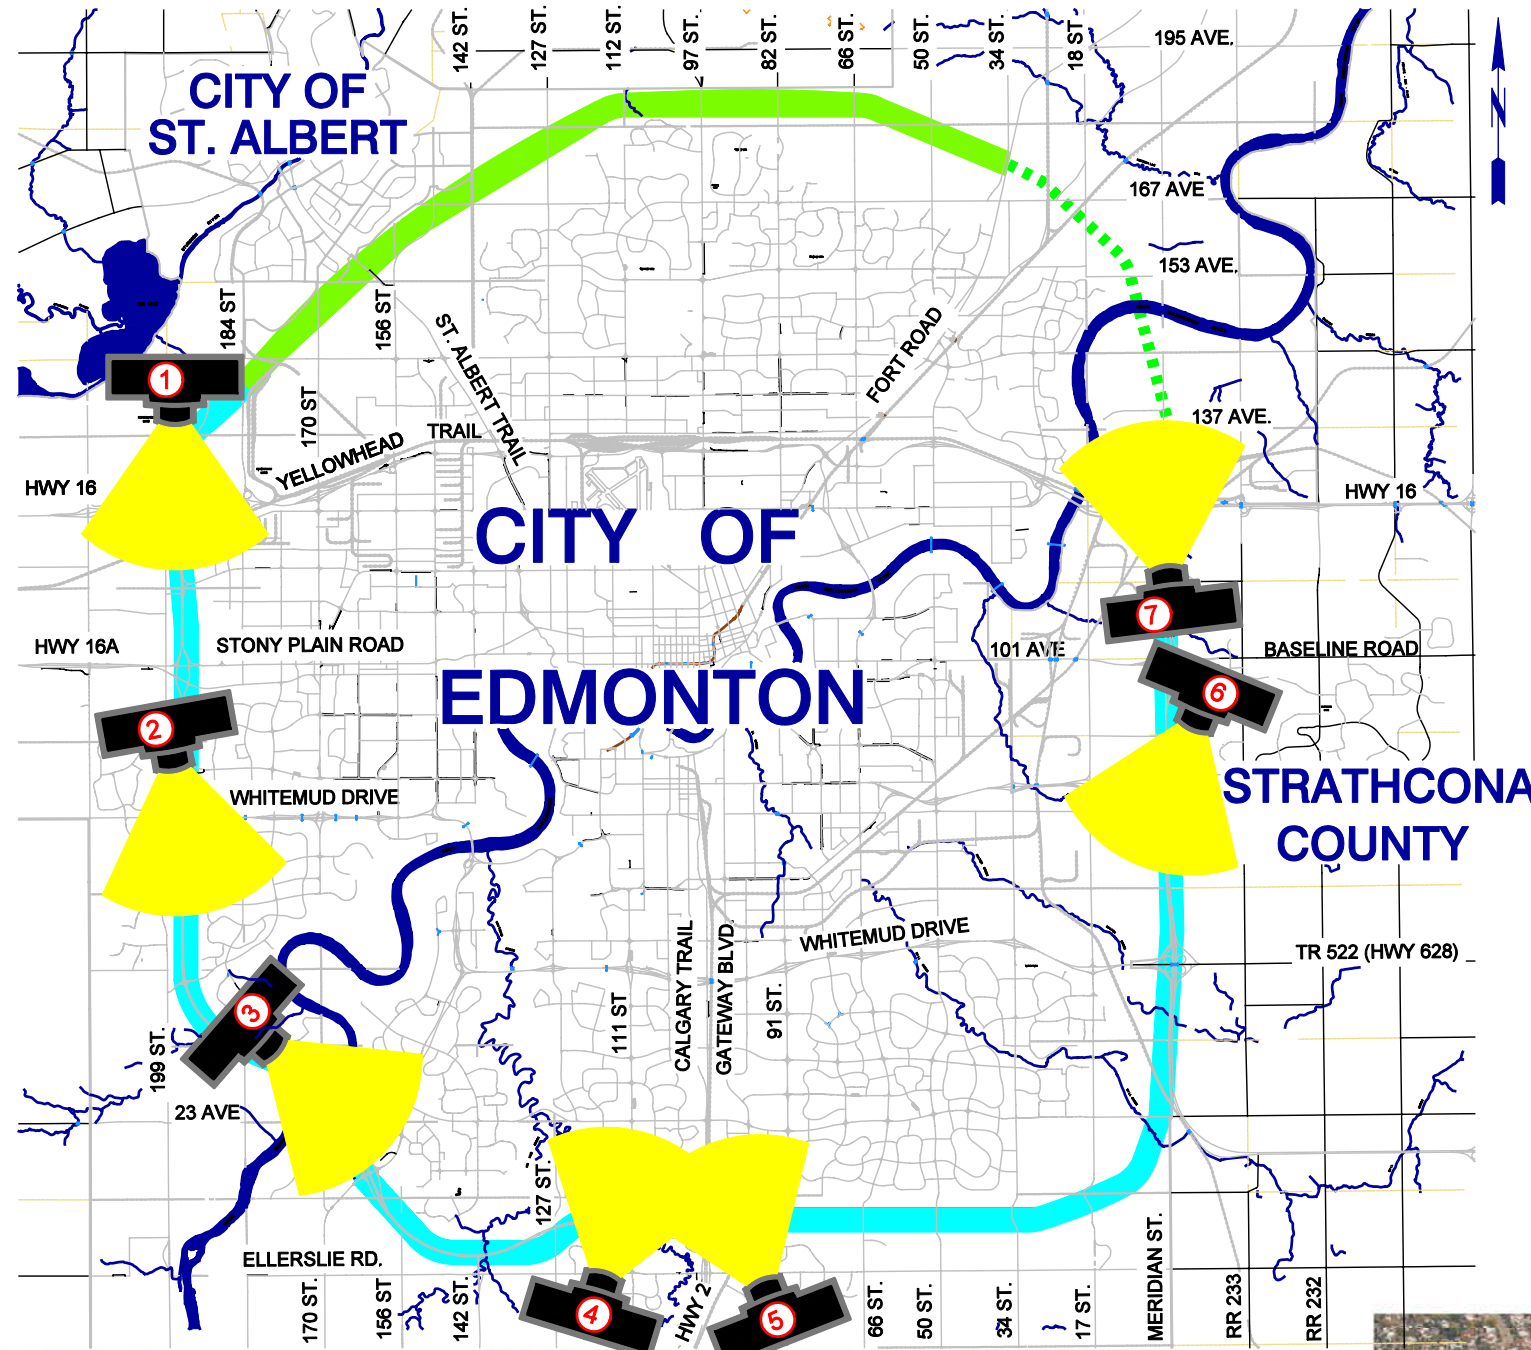 142 ST.
127 ST.
112 ST.
97 ST.
82 ST.
66 ST.
50 ST.
34 ST.
18 ST
195 AVE.
N
CITY OF
ST. ALBERT
167 AVE
153 AVE.
184 ST
156 ST
ST. ALBERT TRAIL
FORT ROAD
1
170 ST
YELLOWHEAD
TRAIL
137 AVE.
HWY 16
HWY 16
CITY OF
EDMONTON
7
HWY 16A
STONY PLAIN ROAD
101 AVE
BASELINE ROAD
6
2
WHITEMUD DRIVE
STRATHCONA
COUNTY
WHITEMUD DRIVE
CALGARY TRAIL
GATEWAY BLVD.
TR 522 (HWY 628)
3
111 ST
91 ST.
199 ST.
23 AVE
127 ST.
ELLERSLIE RD.
170 ST.
156 ST
142 ST.
4
HWY 2
5
66 ST.
50 ST.
34 ST.
17 ST.
MERIDIAN ST.
RR 233
RR 232